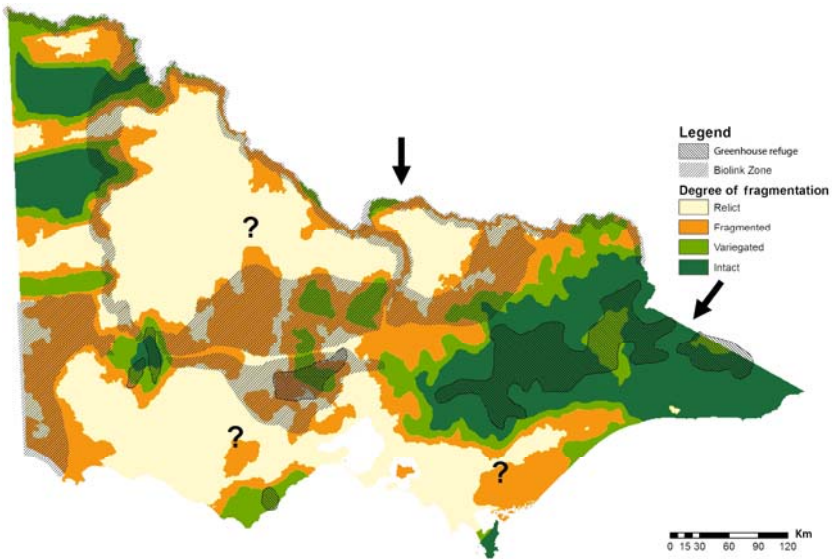 Legend
Greenhouse refuge
Biolink Zone
Degree of fragmentation
Relict
Fragmented
Variegated
Intact
?
?
?
Km
0 15 30 60 90 120